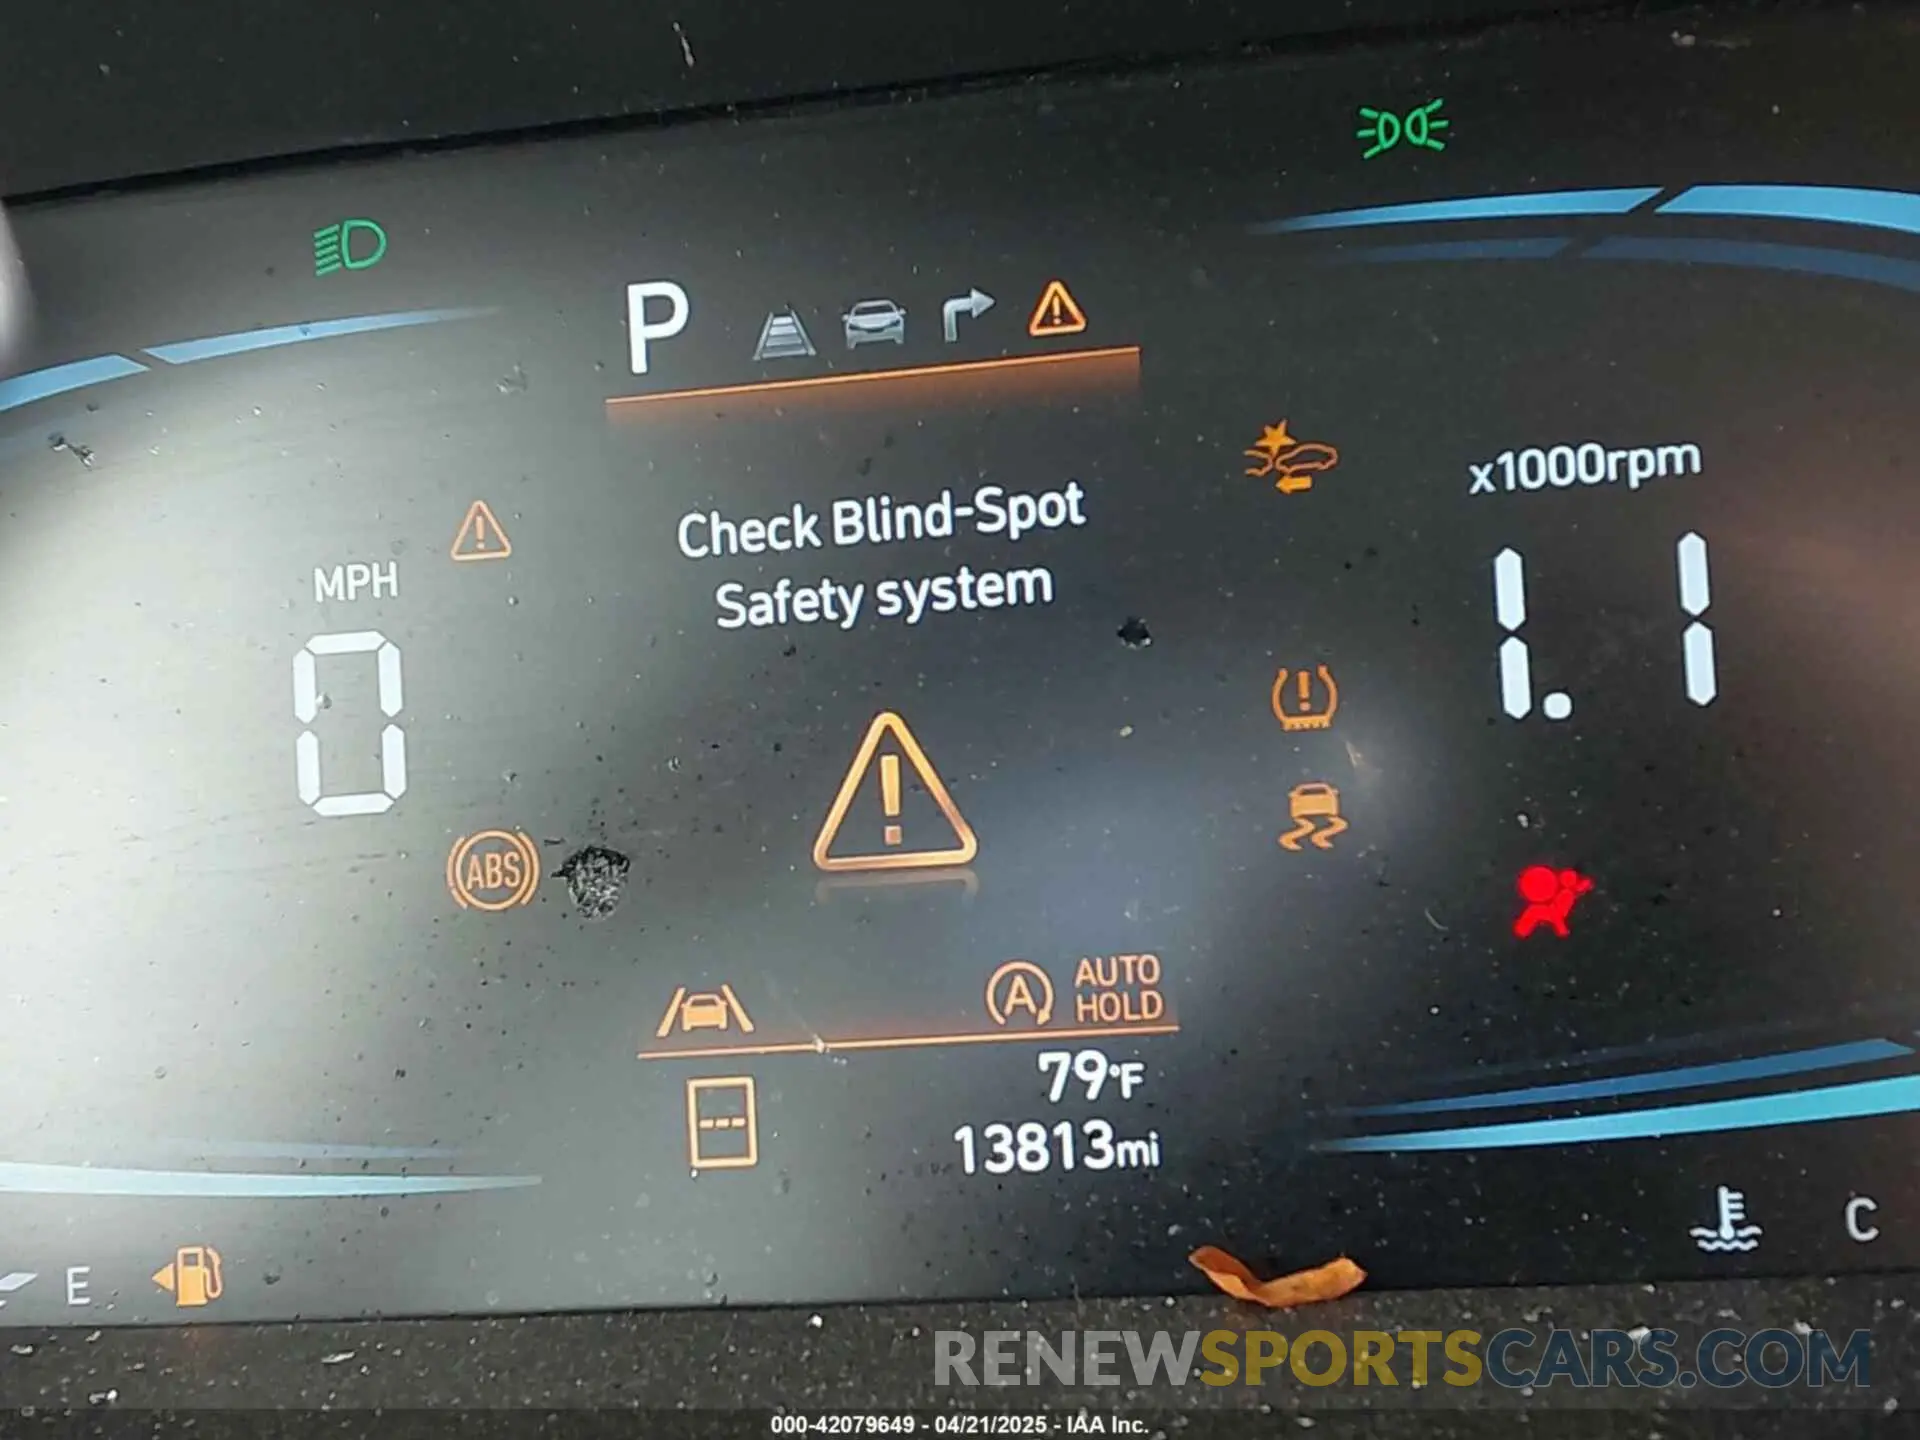 P
x1000rpm
Check Blind-Spot
Safety system
MPH
0
1.1
ABS
A AUTO
HOLD
79°F
13813mi
E
C
RENEWSPORTSCARS.COM
000-42079649 - 04/21/2025 - IAA Inc.